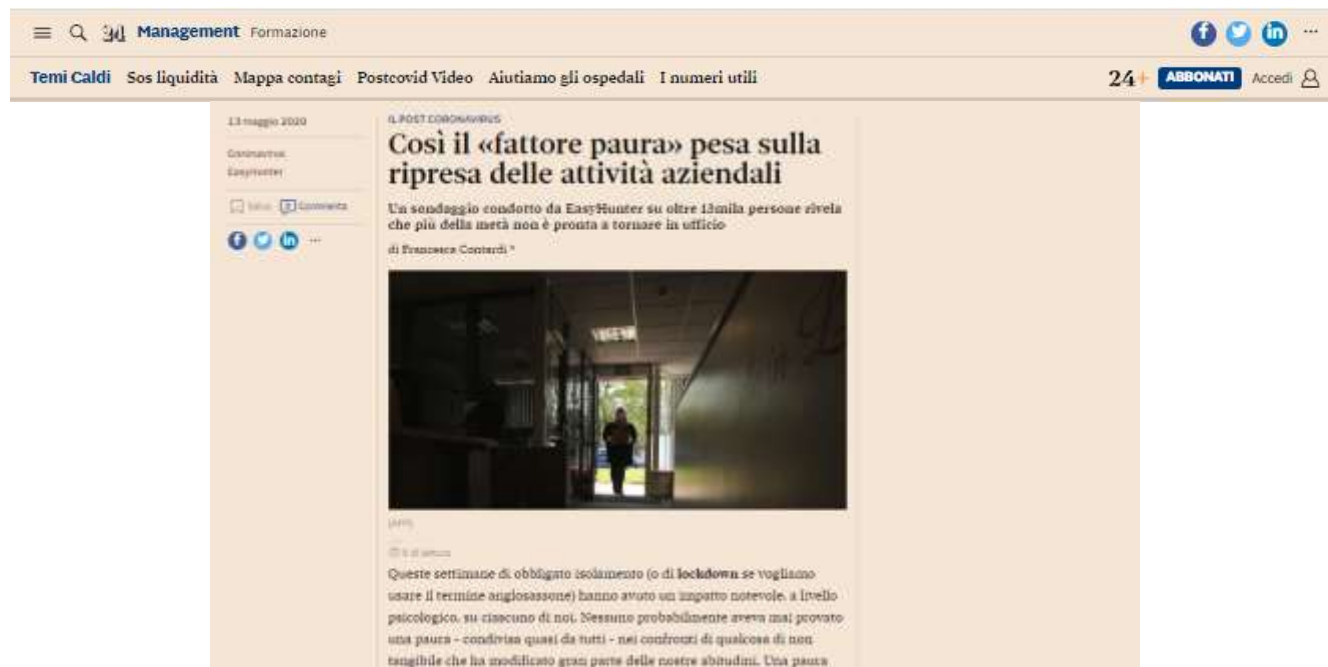 Management Formazione
Temi Caldi Sos liquidità Mappa contagi Postcovid Video Aiutiamo gli ospedali I numeri utili
24+ ABBONATI Accedi
13 maggio 2020
Coronavirus
EasyHunter
Salva Commenta
IL POST CORONAVIRUS
Così il «fattore paura» pesa sulla
ripresa delle attività aziendali
Un sondaggio condotto da EasyHunter su oltre 13mila persone rivela
che più della metà non è pronta a tornare in ufficio
di Francesca Contardi *
Queste settimane di obbligato isolamento (o di lockdown se vogliamo
usare il termine anglosassone) hanno avuto un impatto notevole, a livello
psicologico, su ciascuno di noi. Nessuno probabilmente aveva mai provato
una paura - condivisa quasi da tutti - nei confronti di qualcosa di non
tangibile che ha modificato gran parte delle nostre abitudini. Una paura